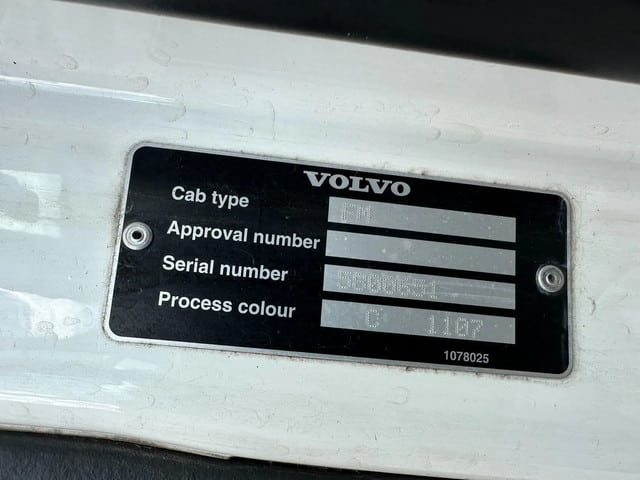 VOLVO
Cab type FM
Approval number
Serial number
Process colour C 1107
1078025